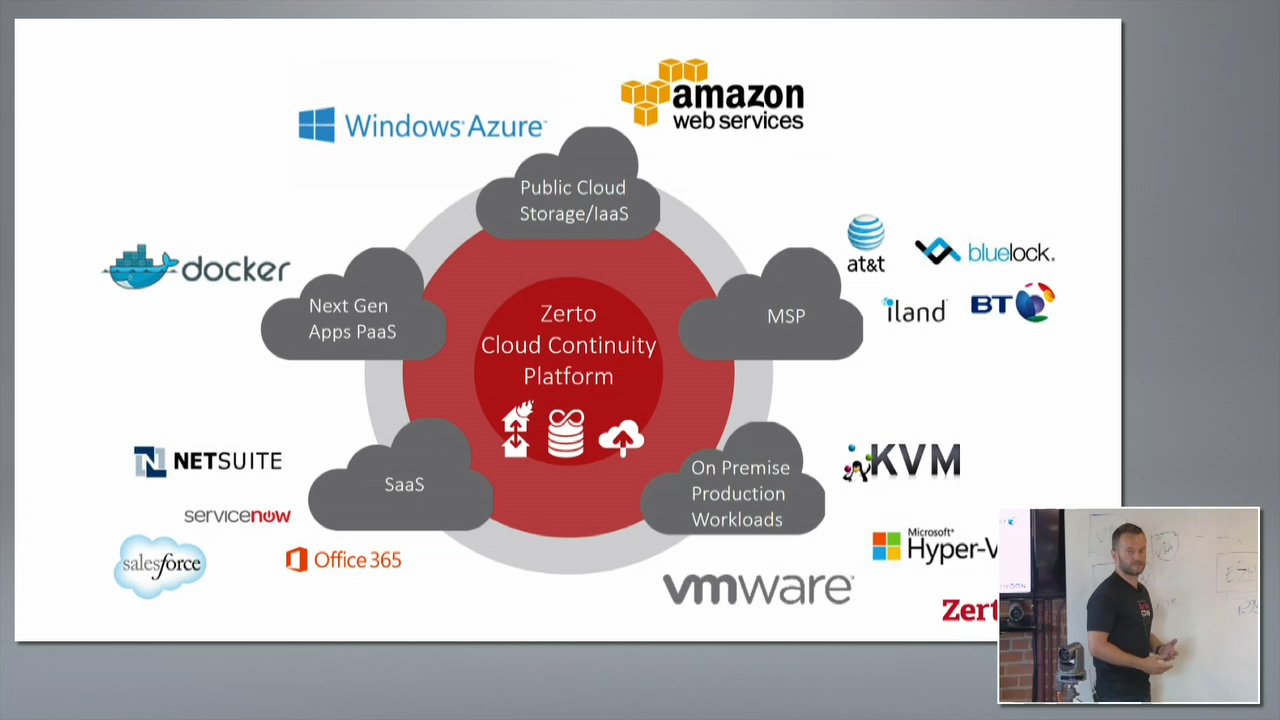 Windows Azure
amazon
web services
Public Cloud
Storage/IaaS
docker
Next Gen
Apps PaaS
Zerto
Cloud Continuity
Platform
MSP
at&t
bluelock
iland
BT
NETSUITE
servicenow
salesforce
Office 365
SaaS
On Premise
Production
Workloads
KVM
Microsoft
Hyper-V
vmware
Zert